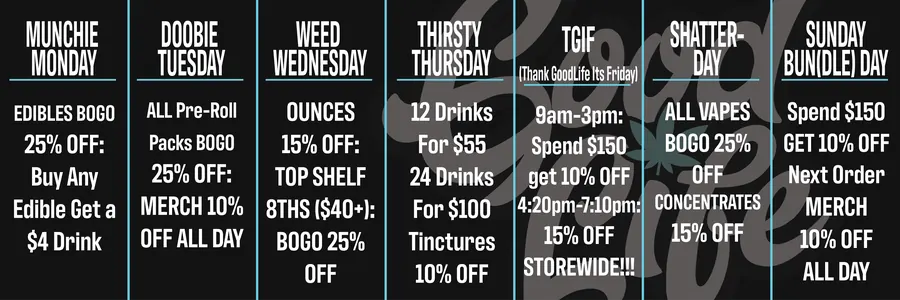 MUNCHIE
MONDAY
EDIBLES BOGO
25% OFF:
Buy Any
Edible Get a
$4 Drink
DOOBIE
TUESDAY
ALL Pre-Roll
Packs BOGO
25% OFF:
MERCH 10%
OFF ALL DAY
WEED
WEDNESDAY
OUNCES
15% OFF:
TOP SHELF
8THS ($40+):
BOGO 25%
OFF
THIRSTY
THURSDAY
12 Drinks
For $55
24 Drinks
For $100
Tinctures
10% OFF
TGIF
(Thank GoodLife Its Friday)
9am-3pm:
Spend $150
get 10% OFF
4:20pm-7:10pm:
15% OFF
STOREWIDE!!!
SHATTER-
DAY
ALL VAPES
BOGO 25%
OFF
CONCENTRATES
15% OFF
SUNDAY
BUN(DLE) DAY
Spend $150
GET 10% OFF
Next Order
MERCH
10% OFF
ALL DAY
Good
Life